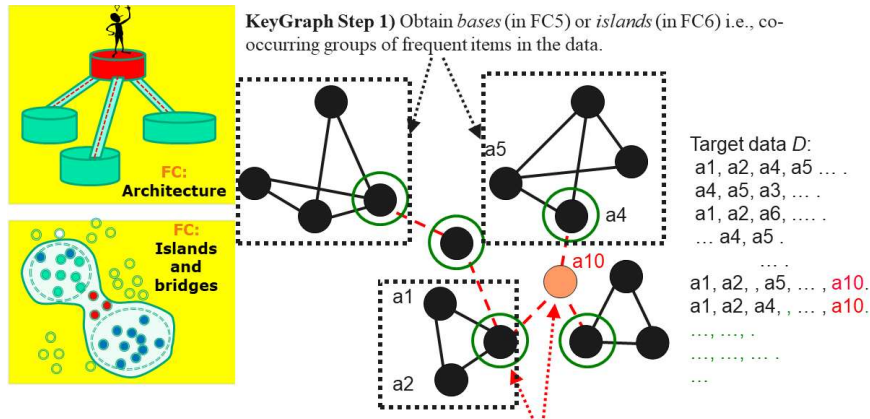 KeyGraph Step 1) Obtain bases (in FC5) or islands (in FC6) i.e., co-
occurring groups of frequent items in the data.
FC:
Architecture
FC:
Islands
and
bridges
a5
a4
a10
a1
a2
Target data D:
a1, a2, a4, a5 ... .
a4, a5, a3, ... .
a1, a2, a6, ..... .
... a4, a5 .
... .
a1, a2, , a5, ... , a10.
a1, a2, a4, , ... , a10.
..., ..., .
..., ..., ... .
...